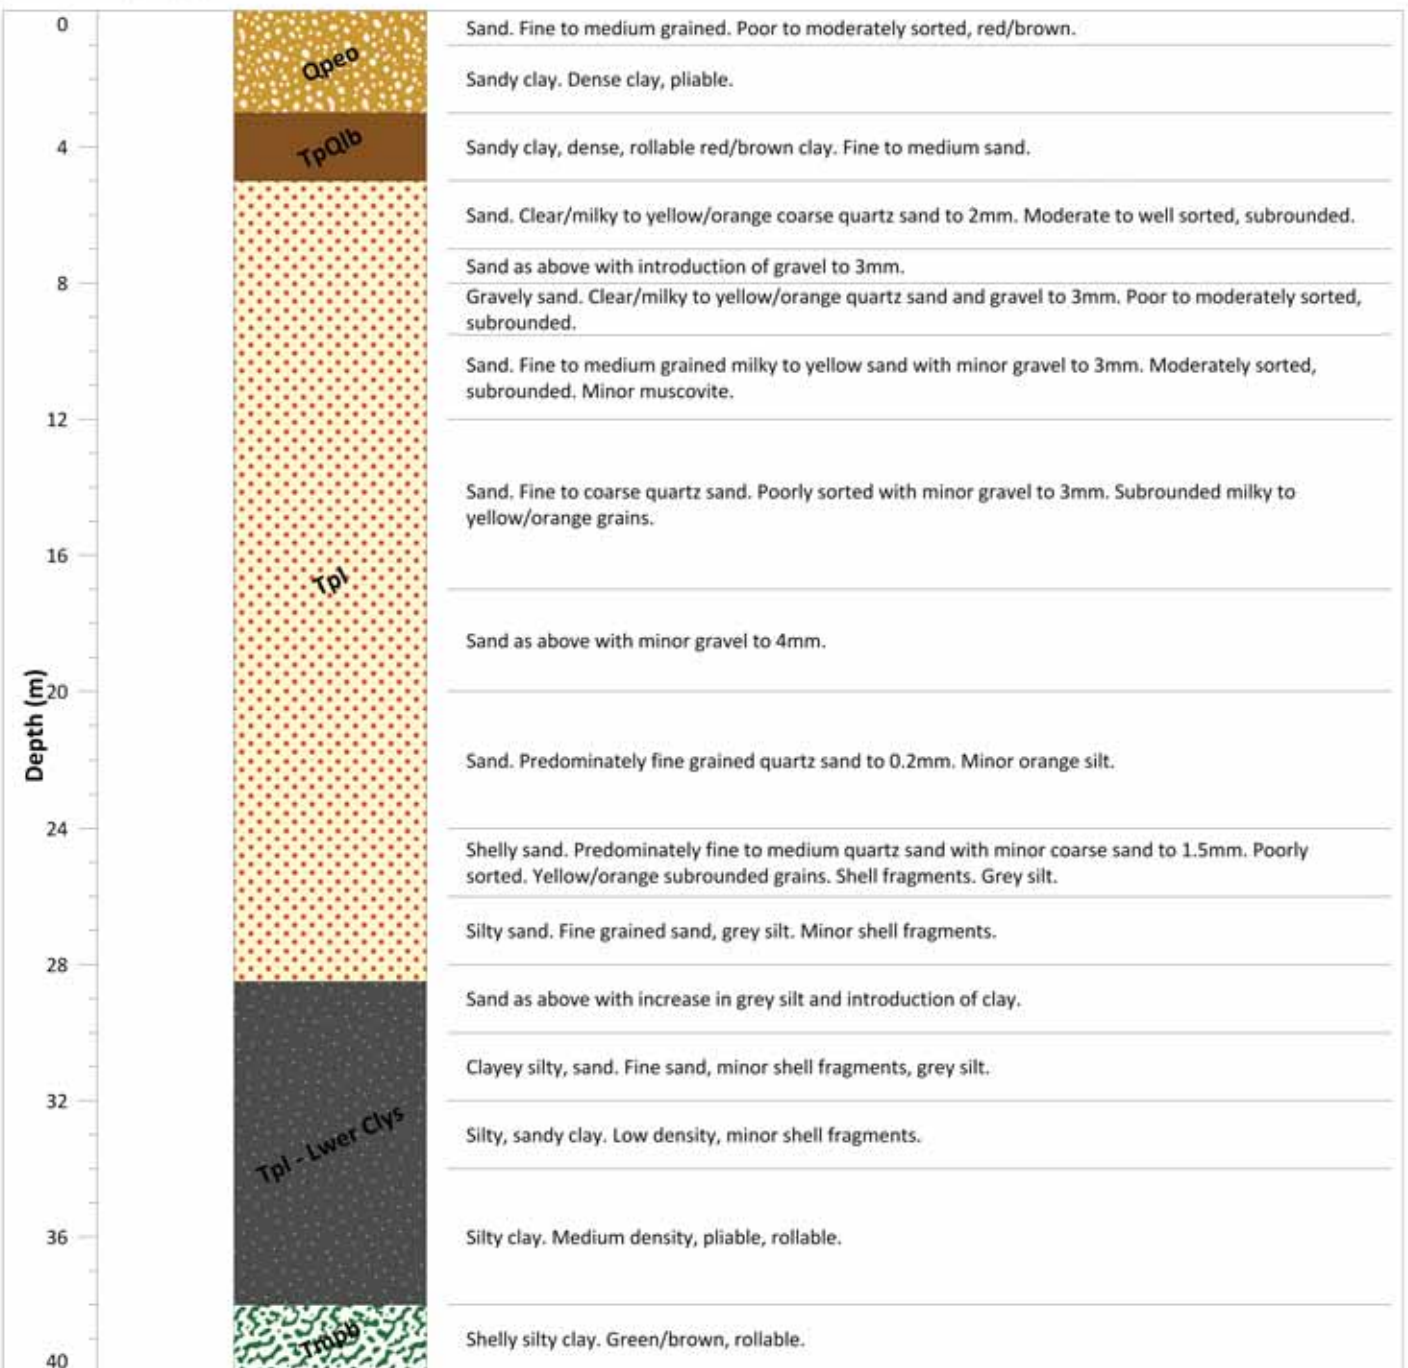 0
Qpeo
Sand. Fine to medium grained. Poor to moderately sorted, red/brown.
Sandy clay. Dense clay, pliable.
4
TpQlb
Sandy clay, dense, rollable red/brown clay. Fine to medium sand.
Sand. Clear/milky to yellow/orange coarse quartz sand to 2mm. Moderate to well sorted, subrounded.
Sand as above with introduction of gravel to 3mm.
8
Gravely sand. Clear/milky to yellow/orange quartz sand and gravel to 3mm. Poor to moderately sorted,
subrounded.
Sand. Fine to medium grained milky to yellow sand with minor gravel to 3mm. Moderately sorted,
subrounded. Minor muscovite.
12
Sand. Fine to coarse quartz sand. Poorly sorted with minor gravel to 3mm. Subrounded milky to
yellow/orange grains.
16
Tpl
Sand as above with minor gravel to 4mm.
Depth (m)
20
Sand. Predominately fine grained quartz sand to 0.2mm. Minor orange silt.
24
Shelly sand. Predominately fine to medium quartz sand with minor coarse sand to 1.5mm. Poorly
sorted. Yellow/orange subrounded grains. Shell fragments. Grey silt.
Silty sand. Fine grained sand, grey silt. Minor shell fragments.
28
Sand as above with increase in grey silt and introduction of clay.
Clayey silty, sand. Fine sand, minor shell fragments, grey silt.
32
Tpl - Lwer Clys
Silty, sandy clay. Low density, minor shell fragments.
36
Silty clay. Medium density, pliable, rollable.
Tmpb
Shelly silty clay. Green/brown, rollable.
40